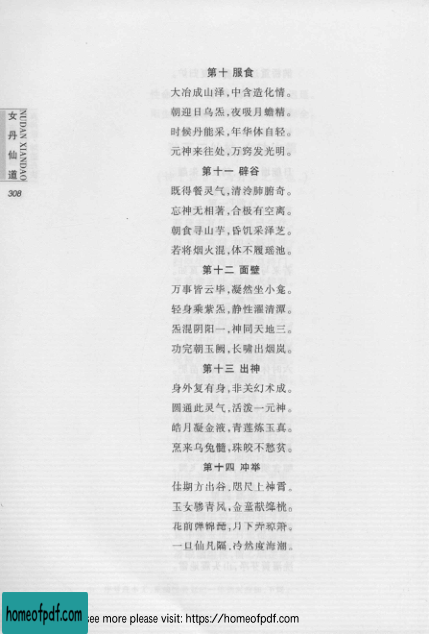 第十 服食
大冶成山泽,中含造化情。
朝迎日乌炁,夜吸月蟾精。
时候丹能采,年华体自轻。
元神来往处,万窍发光明。
第十一 辟谷
既得餐灵气,清泠肺腑奇。
忘神无相著,合极有空离。
朝食寻山芋,昏饥采泽芝。
若将烟火混,体不履瑶池。
第十二 面壁
万事皆云毕,凝然坐小龛。
轻身乘紫炁,静性濯清潭。
炁混阴阳一,神同天地三。
功完朝玉阙,长啸出烟岚。
第十三 出神
身外复有身,非关幻术成。
圆通此灵气,活泼一元神。
皓月凝金液,青莲炼玉真。
烹来乌兔髓,珠皎不愁贫。
第十四 冲举
佳期方出谷,咫尺上神霄。
玉女骖青凤,金童献绛桃。
花前弹锦瑟,月下弄琼箫。
一旦仙凡隔,泠然度海潮。
女丹仙道
NUDAN XIANDAO
308
homeofpdf.com
see more please visit: https://homeofpdf.com